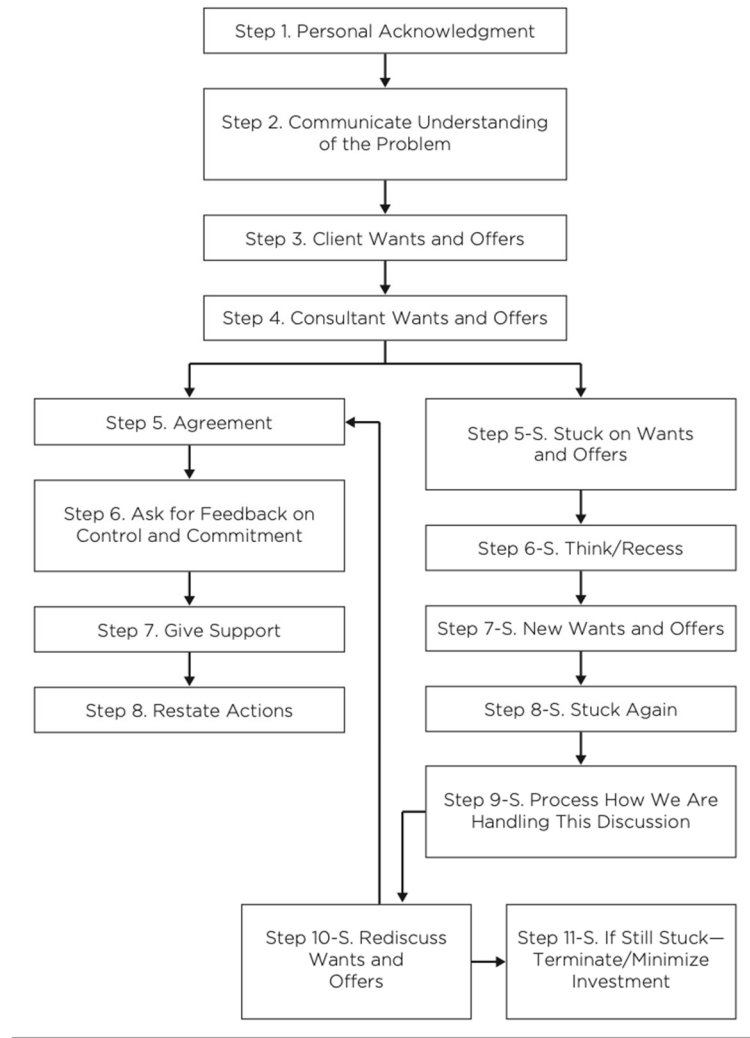 Step 1. Personal Acknowledgment
Step 2. Communicate Understanding
of the Problem
Step 3. Client Wants and Offers
Step 4. Consultant Wants and Offers
Step 5. Agreement
Step 6. Ask for Feedback on
Control and Commitment
Step 7. Give Support
Step 8. Restate Actions
Step 5-S. Stuck on Wants
and Offers
Step 6-S. Think/Recess
Step 7-S. New Wants and Offers
Step 8-S. Stuck Again
Step 9-S. Process How We Are
Handling This Discussion
Step 10-S. Rediscuss
Wants and
Offers
Step 11-S. If Still Stuck—
Terminate/Minimize
Investment